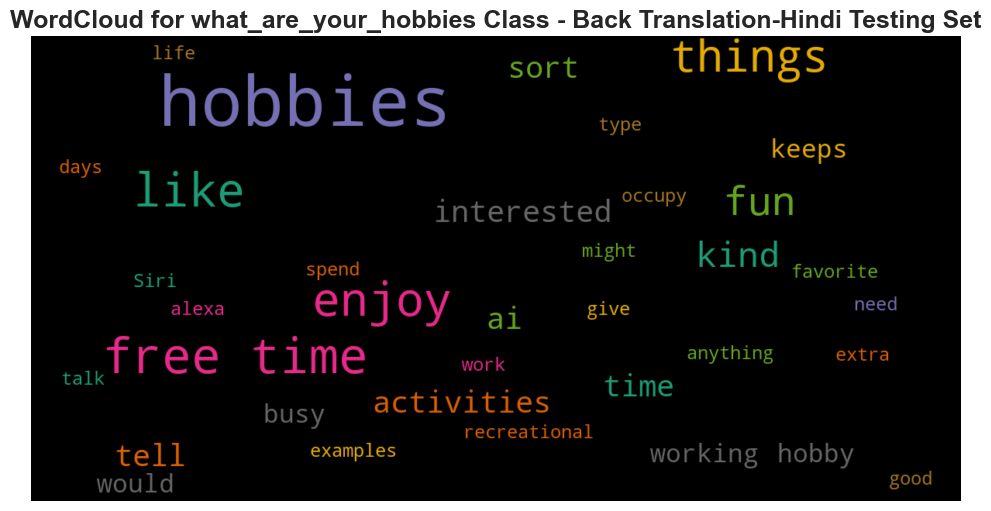 WordCloud for what_are_your_hobbies Class - Back Translation-Hindi Testing Set
life
sort
things
hobbies
type
keeps
days
like
interested
occupy
fun
might
kind
Siri
spend
favorite
alexa
enjoy
ai
give
need
free time
work
anything
extra
talk
time
busy
activities
recreational
tell
examples
working hobby
would
good